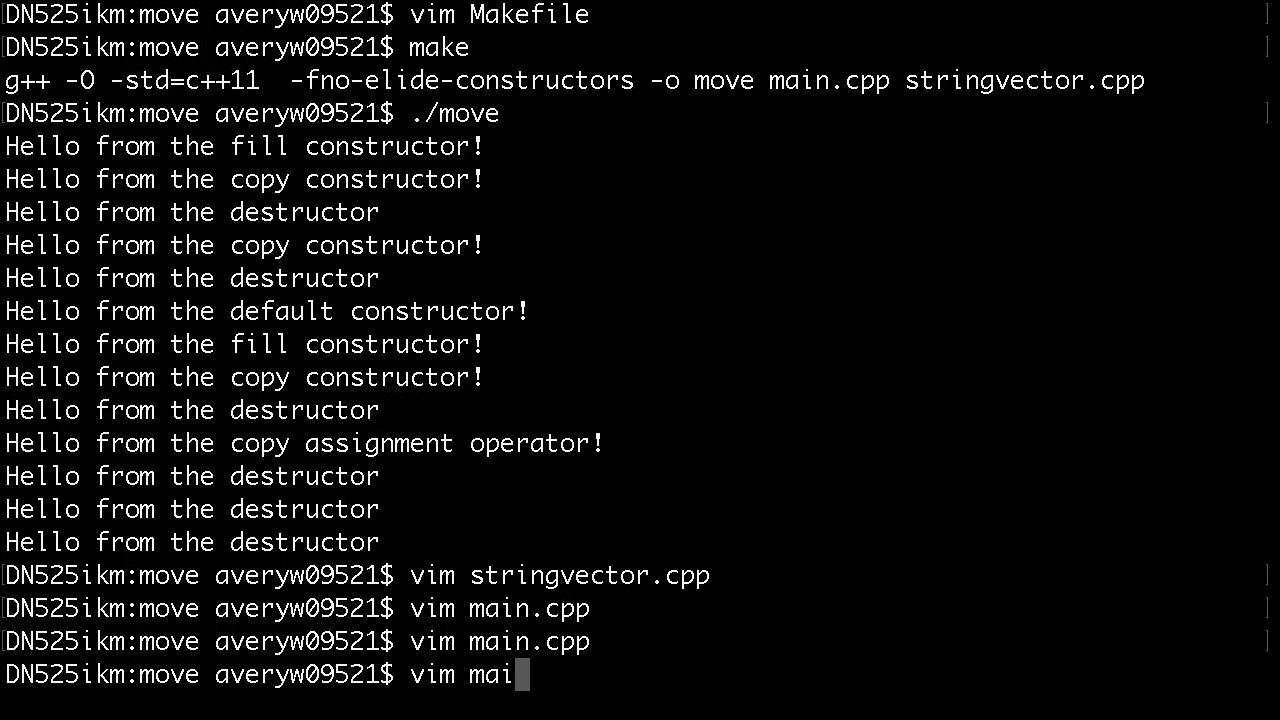 DN525ikm:move averyw09521$ vim Makefile
DN525ikm:move averyw09521$ make
g++ -O -std=c++11  -fno-elide-constructors -o move main.cpp stringvector.cpp
DN525ikm:move averyw09521$ ./move
Hello from the fill constructor!
Hello from the copy constructor!
Hello from the destructor
Hello from the copy constructor!
Hello from the destructor
Hello from the default constructor!
Hello from the fill constructor!
Hello from the copy constructor!
Hello from the destructor
Hello from the copy assignment operator!
Hello from the destructor
Hello from the destructor
Hello from the destructor
DN525ikm:move averyw09521$ vim stringvector.cpp
DN525ikm:move averyw09521$ vim main.cpp
DN525ikm:move averyw09521$ vim main.cpp
DN525ikm:move averyw09521$ vim mai